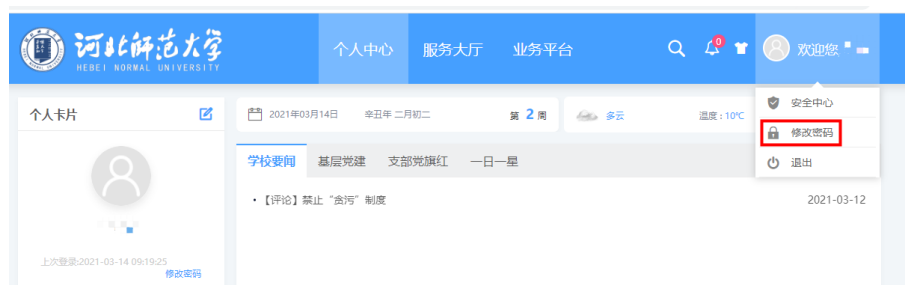 河北师范大学
HEBEI NORMAL UNIVERSITY
个人中心 服务大厅 业务平台 0 欢迎您
安全中心
修改密码
退出
个人卡片
2021年03月14日 辛丑年 二月初二 第 2 周 多云 温度：10℃
学校要闻 基层党建 支部党旗红 一日一星
•【评论】禁止“舍污”制度 2021-03-12
上次登录:2021-03-14 09:19:25
修改密码